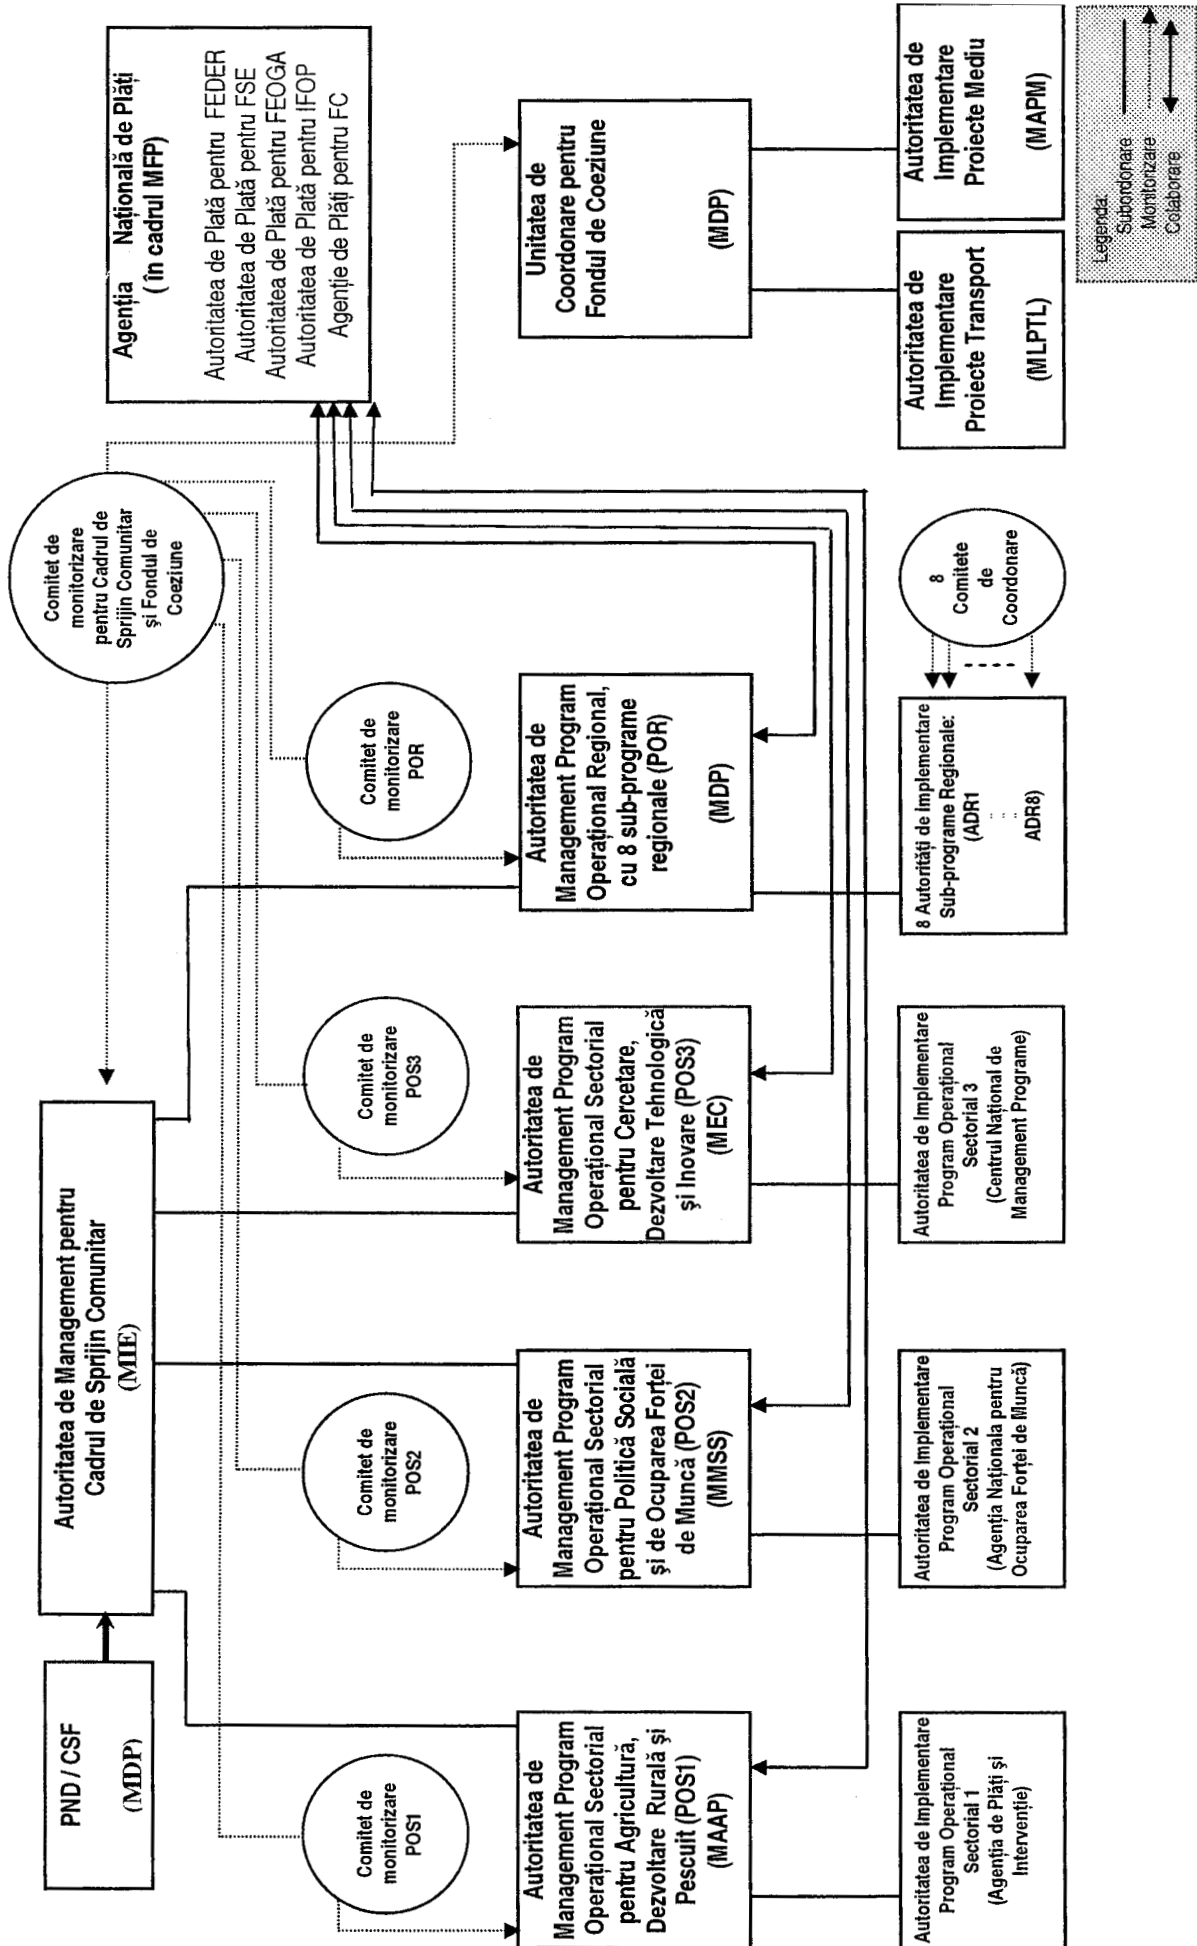 PND / CSF
(MDP)
Autoritatea de Management pentru
Cadrul de Sprijin Comunitar
(MIE)
Comitet de
monitorizare
pentru Cadrul de
Sprijin Comunitar
și Fondul de
Coeziune
Agenția Națională de Plăți
( în cadrul MFP)
Autoritatea de Plată pentru FEDER
Autoritatea de Plată pentru FSE
Autoritatea de Plată pentru FEOGA
Autoritatea de Plată pentru IFOP
Agenție de Plăți pentru FC
Comitet de
monitorizare
POS1
Comitet de
monitorizare
POS2
Comitet de
monitorizare
POS3
Comitet de
monitorizare
POR
Autoritatea de
Management Program
Operațional Sectorial
pentru Agricultură,
Dezvoltare Rurală și
Pescuit (POS1)
(MAAP)
Autoritatea de
Management Program
Operațional Sectorial
pentru Politică Socială
și de Ocuparea Forței
de Muncă (POS2)
(MMSS)
Autoritatea de
Management Program
Operațional Sectorial
pentru Cercetare,
Dezvoltare Tehnologică
și Inovare (POS3)
(MEC)
Autoritatea de
Management Program
Operațional Regional,
cu 8 sub-programe
regionale (POR)
(MDP)
Unitatea de
Coordonare pentru
Fondul de Coeziune
(MDP)
Autoritatea de Implementare
Program Operațional
Sectorial 1
(Agenția de Plăți și
Intervenție)
Autoritatea de Implementare
Program Operațional
Sectorial 2
(Agenția Naționala pentru
Ocuparea Forței de Muncă)
Autoritatea de Implementare
Program Operațional
Sectorial 3
(Centrul Național de
Management Programe)
8 Autorități de Implementare
Sub-programe Regionale:
(ADR1
: :
ADR8)
8
Comitete
de
Coordonare
Autoritatea de
Implementare
Proiecte Transport
(MLPTL)
Autoritatea de
Implementare
Proiecte Mediu
(MAPM)
Legenda:
Subordonare
Monitorizare
Colaborare